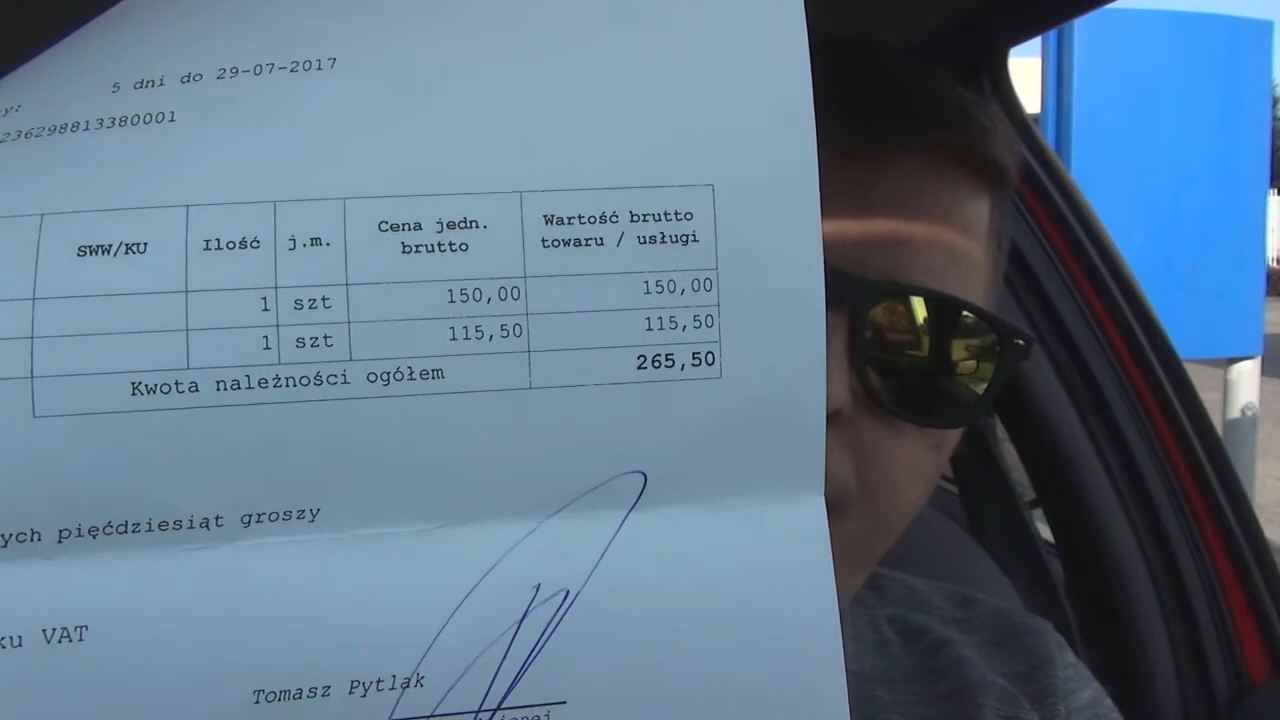 5 dni do 29-07-2017
y:
236298813380001
SWW/KU
Ilość
j.m.
Cena jedn.
brutto
Wartość brutto
towaru / usługi
1 szt 150,00 150,00
1 szt 115,50 115,50
Kwota należności ogółem 265,50
ych pięćdziesiąt groszy
ku VAT
Tomasz Pytlak